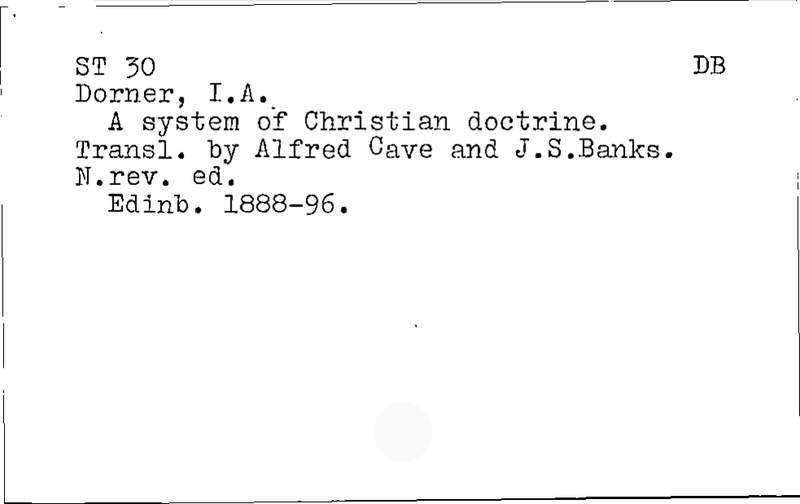 ST 30 DB
Dorner, I.A.
A system of Christian doctrine.
Transl. by Alfred Cave and J.S.Banks.
N.rev. ed.
Edinb. 1888-96.